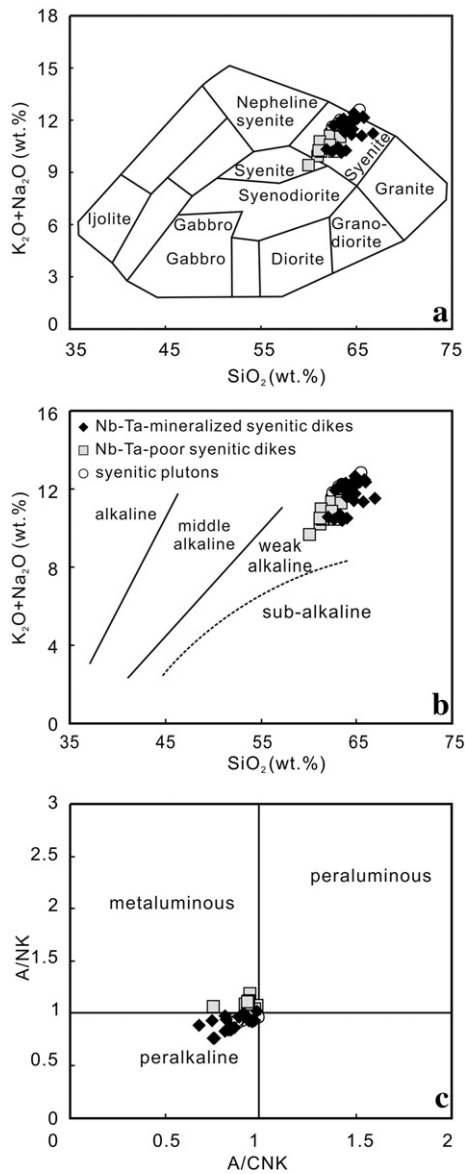 18
15
12
9
6
3
0
K₂O+Na₂O (wt.%)
Nepheline
syenite
Syenite
Syenite
Syenodiorite
Granite
Ijolite
Gabbro
Gabbro
Diorite
Grano-
diorite
a
35
45
55
65
75
SiO₂(wt.%)
16
12
8
4
0
K₂O+Na₂O (wt.%)
Nb-Ta-mineralized syenitic dikes
Nb-Ta-poor syenitic dikes
syenitic plutons
alkaline
middle
alkaline
weak
alkaline
sub-alkaline
b
35
45
55
65
75
SiO₂(wt.%)
3
2.5
2
1.5
1
0.5
0
A/NK
metaluminous
peraluminous
peralkaline
c
0
0.5
1
1.5
2
A/CNK